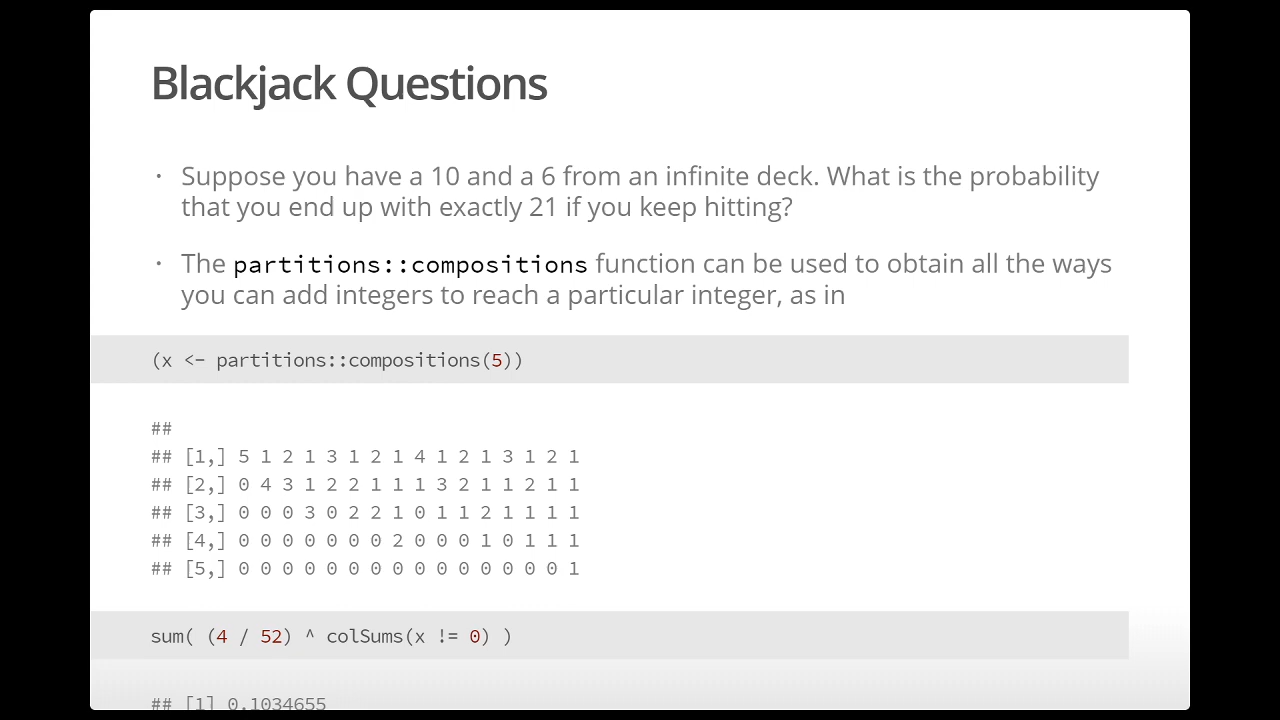 Blackjack Questions
· Suppose you have a 10 and a 6 from an infinite deck. What is the probability
that you end up with exactly 21 if you keep hitting?
· The partitions::compositions function can be used to obtain all the ways
you can add integers to reach a particular integer, as in
(x <- partitions::compositions(5))
##
## [1,] 5 1 2 1 3 1 2 1 4 1 2 1 3 1 2 1
## [2,] 0 4 3 1 2 2 1 1 1 3 2 1 1 2 1 1
## [3,] 0 0 0 3 0 2 2 1 0 1 1 2 1 1 1 1
## [4,] 0 0 0 0 0 0 0 2 0 0 0 1 0 1 1 1
## [5,] 0 0 0 0 0 0 0 0 0 0 0 0 0 0 0 1
sum( (4 / 52) ^ colSums(x != 0) )
## [1] 0.1034655